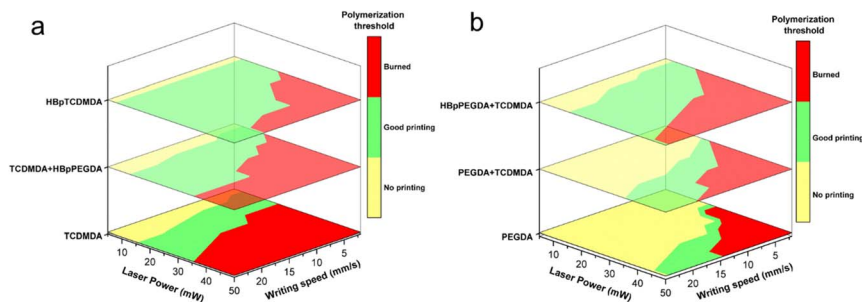 a
Polymerization
threshold
Burned
Good printing
No printing
HBpTCDMDA
TCDMDA+HBpPEGDA
TCDMDA
10
20
30
40
50
Laser Power (mW)
20
15
10
5
Writing speed (mm/s)
b
Polymerization
threshold
Burned
Good printing
No printing
HBpPEGDA+TCDMDA
PEGDA+TCDMDA
PEGDA
10
20
30
40
50
Laser Power (mW)
20
15
10
5
Writing speed (mm/s)